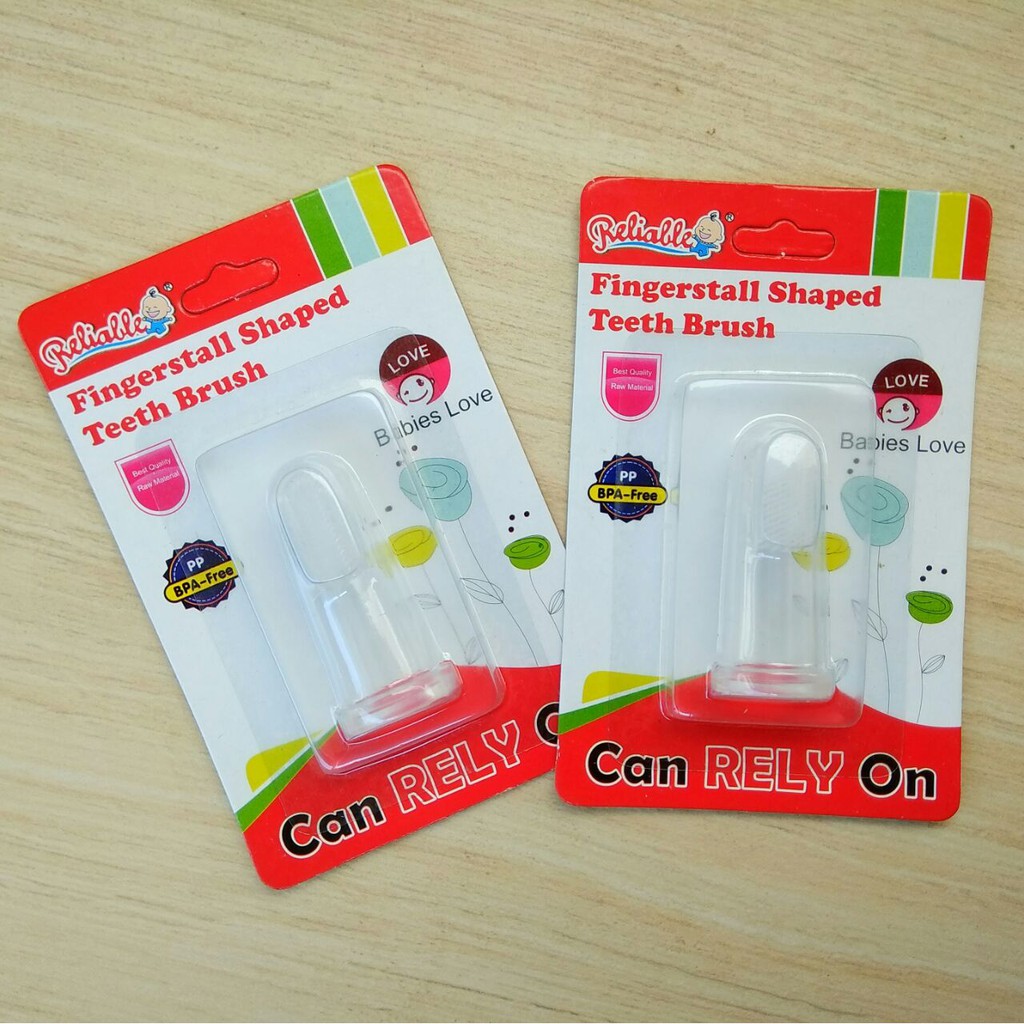 Reliable®
Fingerstall Shaped
Teeth Brush
LOVE
Babies Love
Best Quality
Raw Material
PP
BPA-Free
Can RELY O
Reliable®
Fingerstall Shaped
Teeth Brush
Best Quality
Raw Material
LOVE
Babies Love
PP
BPA-Free
Can RELY On